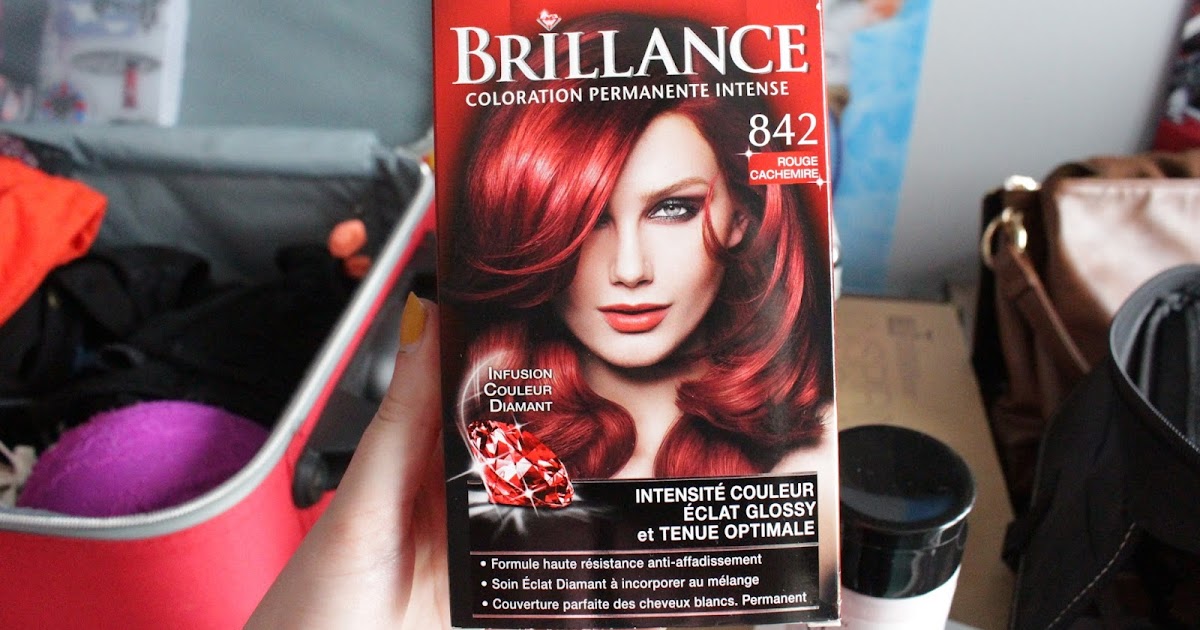 BRILLANCE
COLORATION PERMANENTE INTENSE
842
ROUGE
CACHEMIRE
INFUSION
COULEUR
DIAMANT
INTENSITÉ COULEUR
ÉCLAT GLOSSY
et TENUE OPTIMALE
• Formule haute résistance anti-affadissement
• Soin Éclat Diamant à incorporer au mélange
• Couverture parfaite des cheveux blancs. Permanent